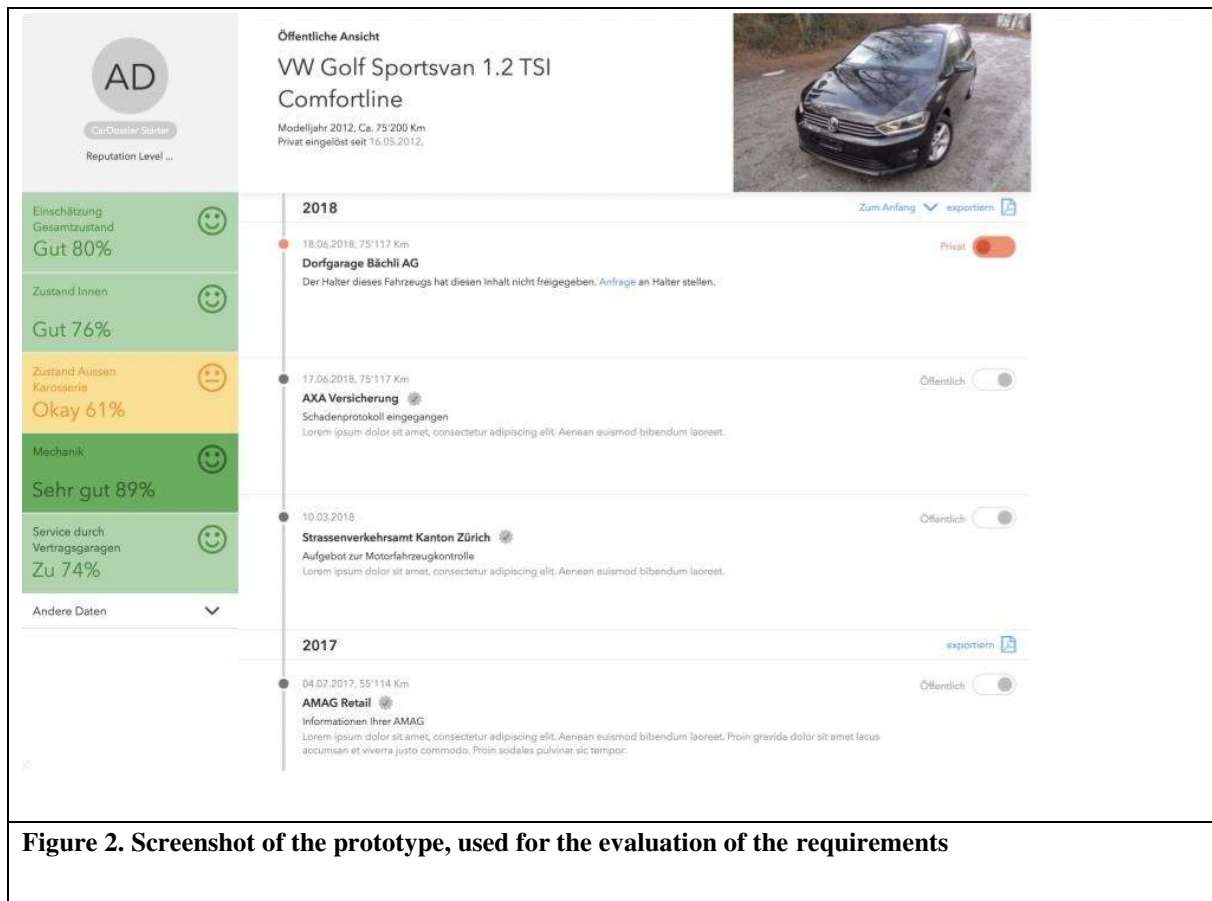 AD
CarDossier Starter
Reputation Level ...
Öffentliche Ansicht
VW Golf Sportsvan 1.2 TSI
Comfortline
Modelljahr 2012, Ca. 75'200 Km
Privat eingelöst seit 16.05.2012,
Einschätzung
Gesamtzustand
Gut 80%
Zustand Innen
Gut 76%
Zustand Aussen
Karosserie
Okay 61%
Mechanik
Sehr gut 89%
Service durch
Vertragsgaragen
Zu 74%
Andere Daten
2018
Zum Anfang exportiern
18.06.2018, 75'117 Km
Privat
Dorfgarage Bächli AG
Der Halter dieses Fahrzeugs hat diesen Inhalt nicht freigegeben. Anfrage an Halter stellen.
17.06.2018, 75'117 Km
Öffentlich
AXA Versicherung
Schadenprotokoll eingegangen
Lorem ipsum dolor sit amet, consectetur adipiscing elit. Aenean euismod bibendum laoreet.
10.03.2018
Öffentlich
Strassenverkehrsamt Kanton Zürich
Aufgebot zur Motorfahrzeugkontrolle
Lorem ipsum dolor sit amet, consectetur adipiscing elit. Aenean euismod bibendum laoreet.
2017
exportiern
04.07.2017, 55'114 Km
Öffentlich
AMAG Retail
Informationen Ihrer AMAG
Lorem ipsum dolor sit amet, consectetur adipiscing elit. Aenean euismod bibendum laoreet. Proin gravida dolor sit amet lacus
accumsan et viverra justo commodo. Proin sodales pulvinar sic tempor.
Figure 2. Screenshot of the prototype, used for the evaluation of the requirements